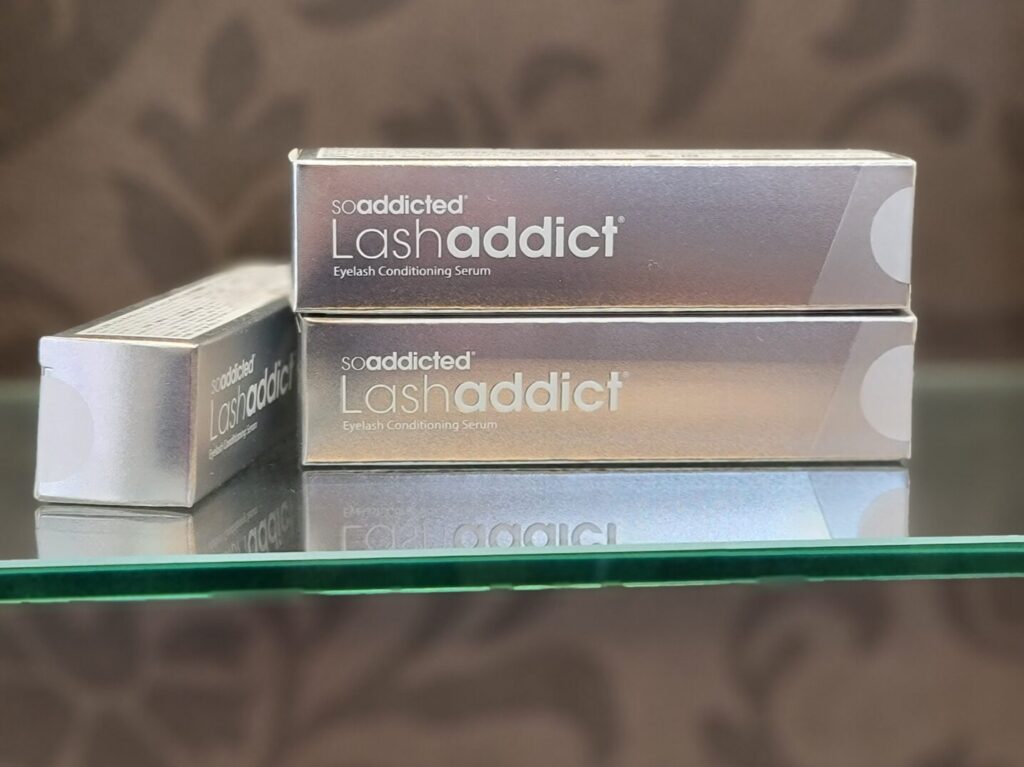 soaddicted®
Lashaddict®
Eyelash Conditioning Serum
soaddicted®
Lashaddict®
Eyelash Conditioning Serum
soaddicted®
Lashaddict
Eyelash Conditioning Serum